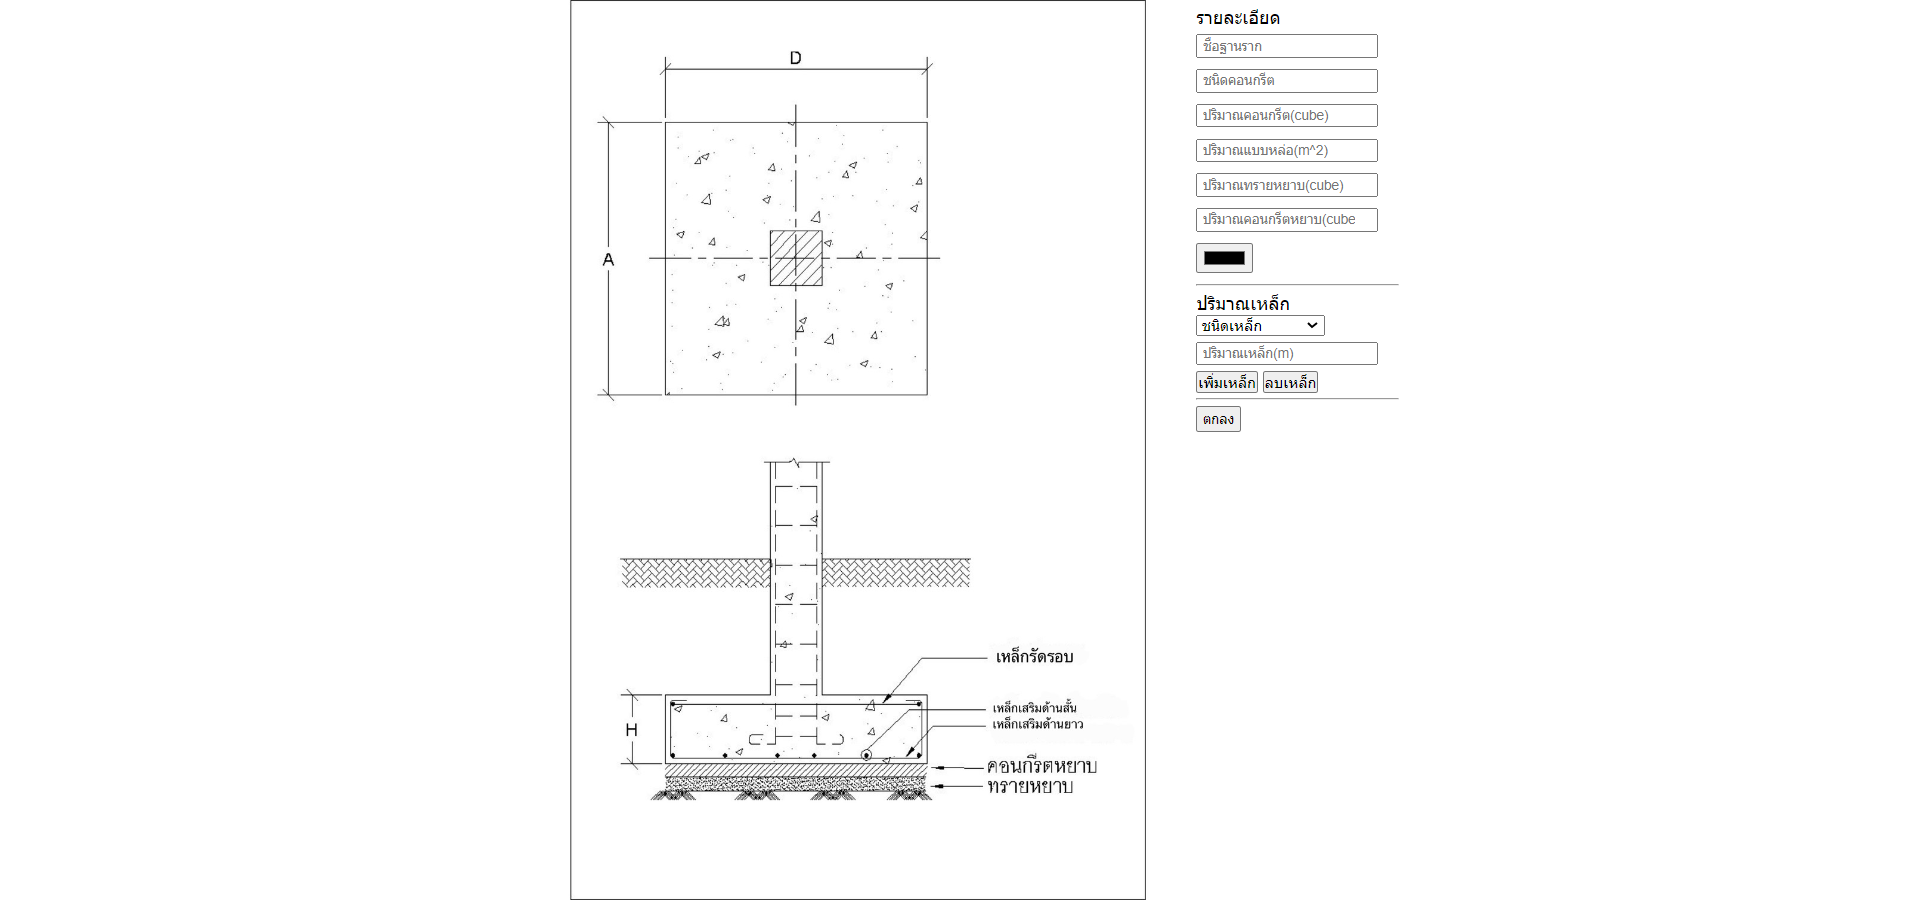 D
A
H
เหล็กรัดรอบ
เหล็กเสริมด้านสั้น
เหล็กเสริมด้านยาว
คอนกรีตหยาบ
ทรายหยาบ
รายละเอียด
ชื่อฐานราก
ชนิดคอนกรีต
ปริมาณคอนกรีต(cube)
ปริมาณแบบหล่อ(m^2)
ปริมาณทรายหยาบ(cube)
ปริมาณคอนกรีตหยาบ(cube
ปริมาณเหล็ก
ชนิดเหล็ก
ปริมาณเหล็ก(m)
เพิ่มเหล็ก ลบเหล็ก
ตกลง